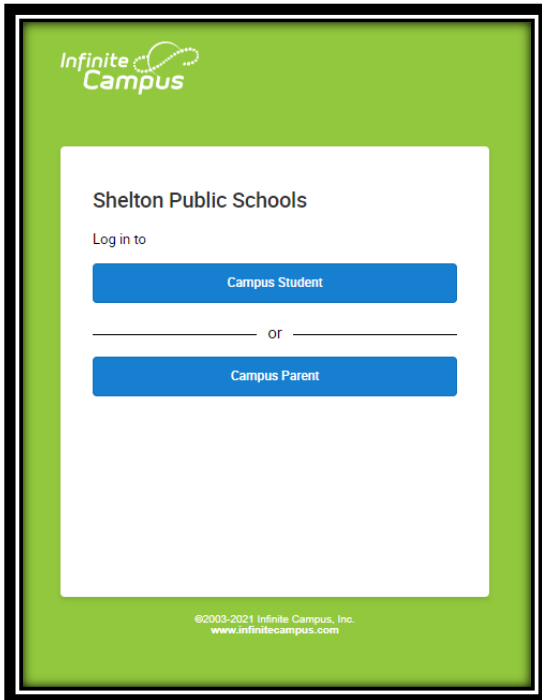 Infinite
Campus
Shelton Public Schools
Log in to
Campus Student
or
Campus Parent
©2003-2021 Infinite Campus, Inc.
www.infinitecampus.com